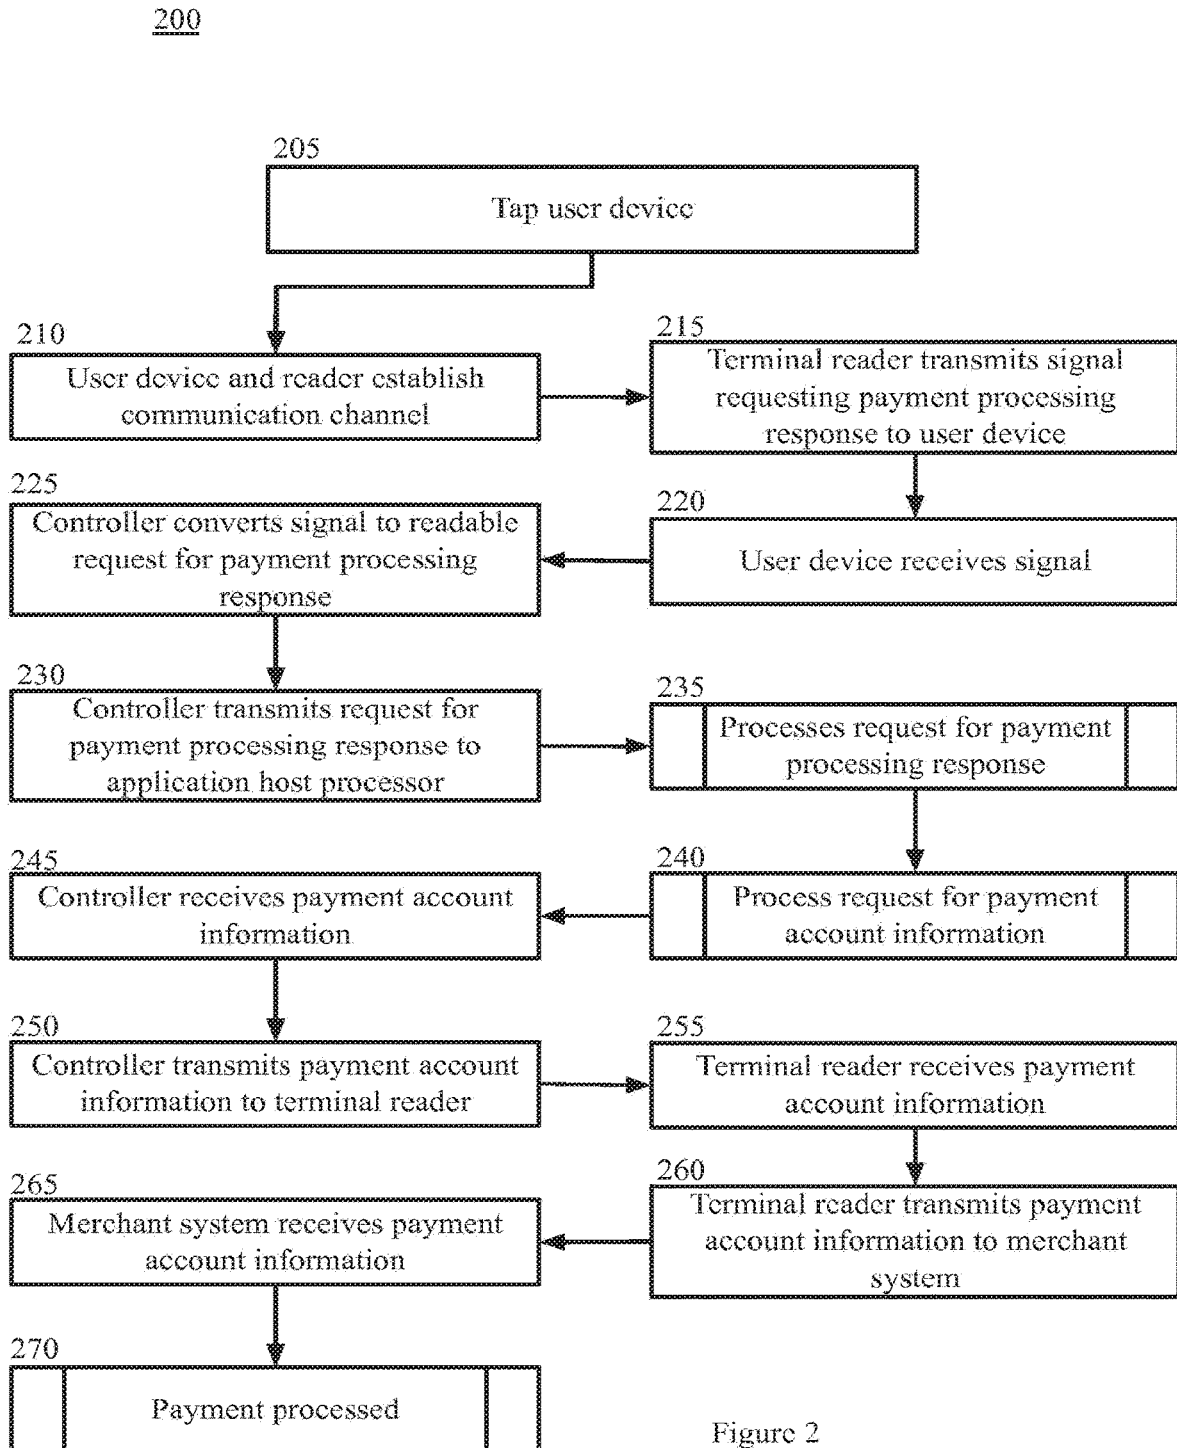 200
205
Tap user device
210
User device and reader establish
communication channel
215
Terminal reader transmits signal
requesting payment processing
response to user device
220
User device receives signal
225
Controller converts signal to readable
request for payment processing
response
230
Controller transmits request for
payment processing response to
application host processor
235
Processes request for payment
processing response
240
Process request for payment
account information
245
Controller receives payment account
information
250
Controller transmits payment account
information to terminal reader
255
Terminal reader receives payment
account information
260
Terminal reader transmits payment
account information to merchant
system
265
Merchant system receives payment
account information
270
Payment processed
Figure 2